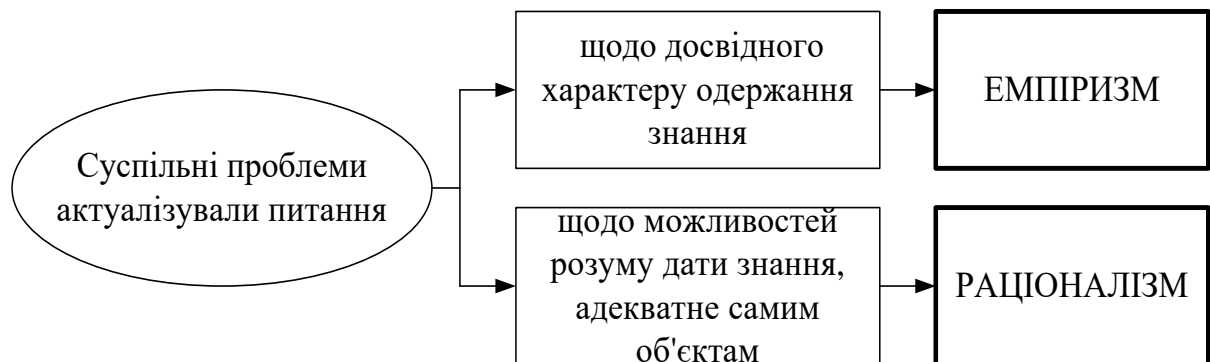 Суспільні проблеми
актуалізували питання
щодо досвідного
характеру одержання
знання
ЕМПІРИЗМ
щодо можливостей
розуму дати знання,
адекватне самим
об'єктам
РАЦІОНАЛІЗМ